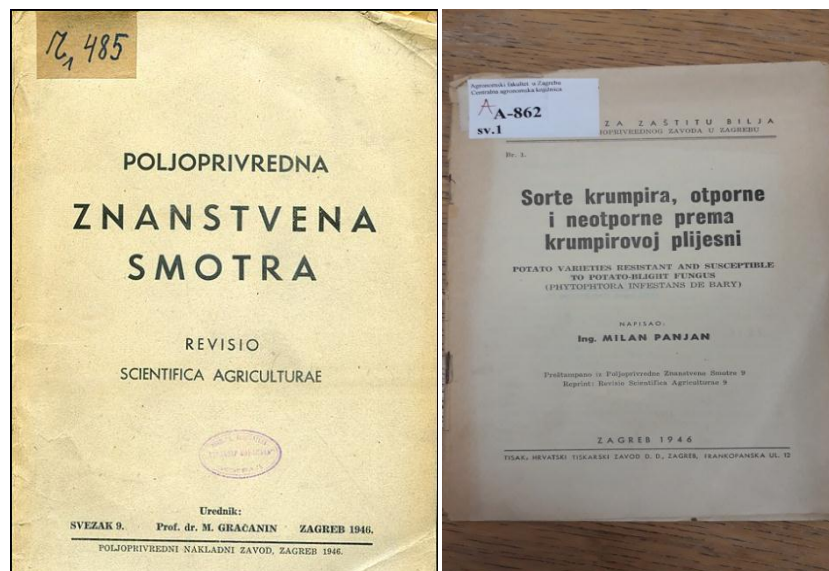 R, 485
1
POLJOPRIVREDNA
ZNANSTVENA
SMOTRA
REVISIO
SCIENTIFICA AGRICULTURAE
Urednik:
SVEZAK 9. Prof. dr. M. GRAČANIN ZAGREB 1946.
POLJOPRIVREDNI NAKLADNI ZAVOD, ZAGREB 1946.
Agronomski fakultet u Zagrebu
Centralna agronomska knjižnica
A A-862
sv.1
ZA ZAŠTITU BILJA
OPRIVREDNOG ZAVODA U ZAGREBU
Br. 1.
Sorte krumpira, otporne
i neotporne prema
krumpirovoj plijesni
POTATO VARIETIES RESISTANT AND SUSCEPTIBLE
TO POTATO-BLIGHT FUNGUS
(PHYTOPHTORA INFESTANS DE BARY)
NAPISAO:
Ing. MILAN PANJAN
Preštampano iz Poljoprivredne Znanstvene Smotre 9
Reprint: Revisio Scientifica Agriculturae 9
ZAGREB 1946
TISAK: HRVATSKI TISKARSKI ZAVOD D. D., ZAGREB, FRANKOPANSKA UL. 12